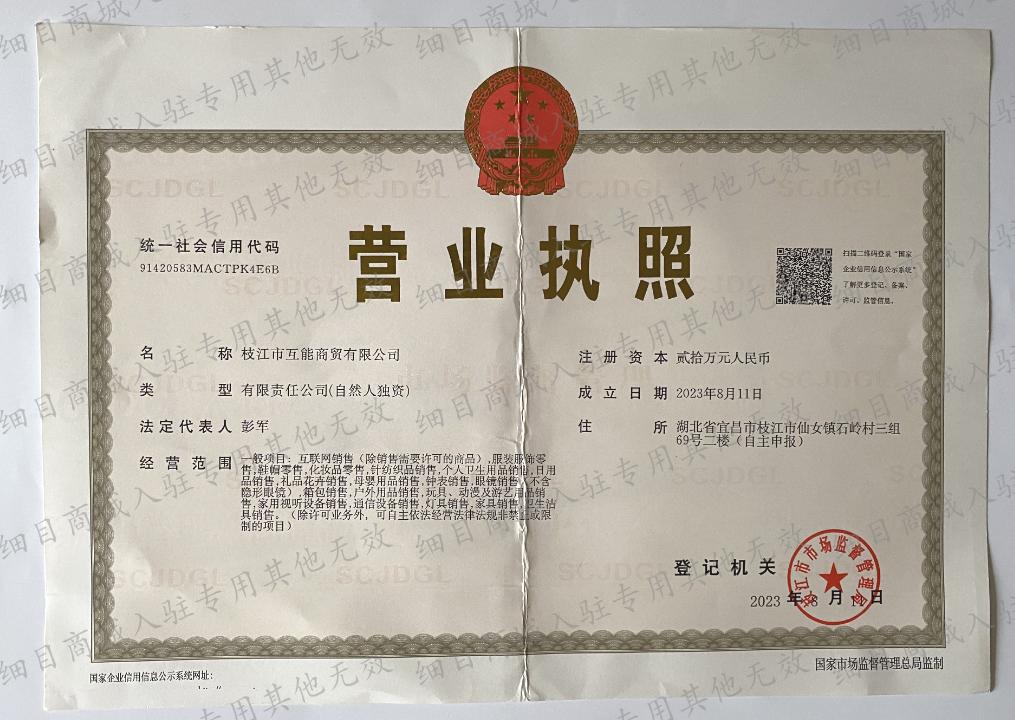 营业执照
统一社会信用代码
91420583MACTPK4E6B
扫描二维码登录“国家
企业信用信息公示系统”
了解更多登记、备案、
许可、监管信息。
名称 枝江市互能商贸有限公司
类型 有限责任公司(自然人独资)
法定代表人 彭军
经营范围 一般项目：互联网销售（除销售需要许可的商品）,服装服饰零
售,鞋帽零售,化妆品零售,针纺织品销售,个人卫生用品销售,日用
品销售,礼品花卉销售,母婴用品销售,钟表销售,眼镜销售（不含
隐形眼镜）,箱包销售,户外用品销售,玩具、动漫及游艺用品销
售,家用视听设备销售,通信设备销售,灯具销售,家具销售,卫生洁
具销售。（除许可业务外，可自主依法经营法律法规非禁止或限
制的项目）
注册资本 贰拾万元人民币
成立日期 2023年8月11日
住所 湖北省宜昌市枝江市仙女镇石岭村三组
69号二楼（自主申报）
登记机关
枝江市市场监督管理局
2023年8月11日
国家企业信用信息公示系统网址：
国家市场监督管理总局监制
SCJDGL
细目商城入驻专用其他无效